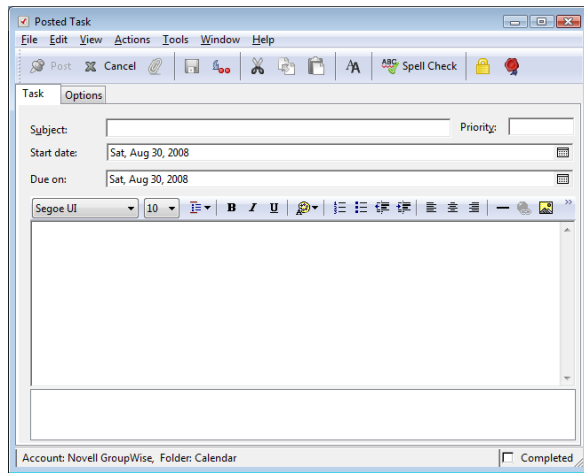 Posted Task
File Edit View Actions Tools Window Help
Post Cancel ABC Spell Check
Task Options
Subject: Priority:
Start date: Sat, Aug 30, 2008
Due on: Sat, Aug 30, 2008
Segoe UI 10 B I U
Account: Novell GroupWise, Folder: Calendar Completed